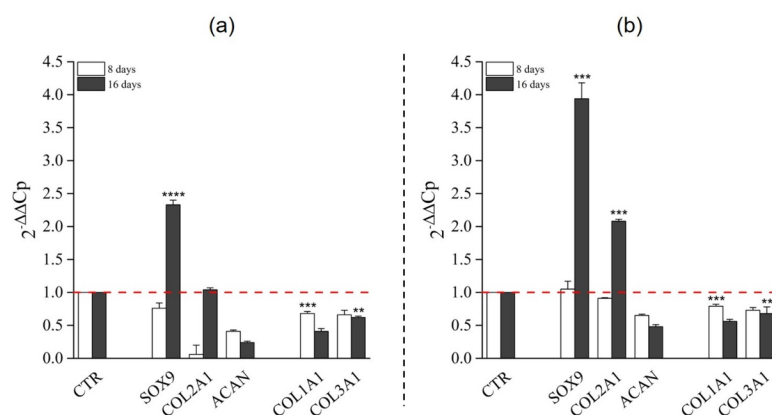 (a)
8 days
16 days
4.5
4.0
3.5
3.0
2.5
2.0
1.5
1.0
0.5
0.0
2^-ΔΔCp
****
***
**
CTR
SOX9
COL2A1
ACAN
COL1A1
COL3A1
(b)
8 days
16 days
4.5
4.0
3.5
3.0
2.5
2.0
1.5
1.0
0.5
0.0
2^-ΔΔCp
***
***
***
**
CTR
SOX9
COL2A1
ACAN
COL1A1
COL3A1